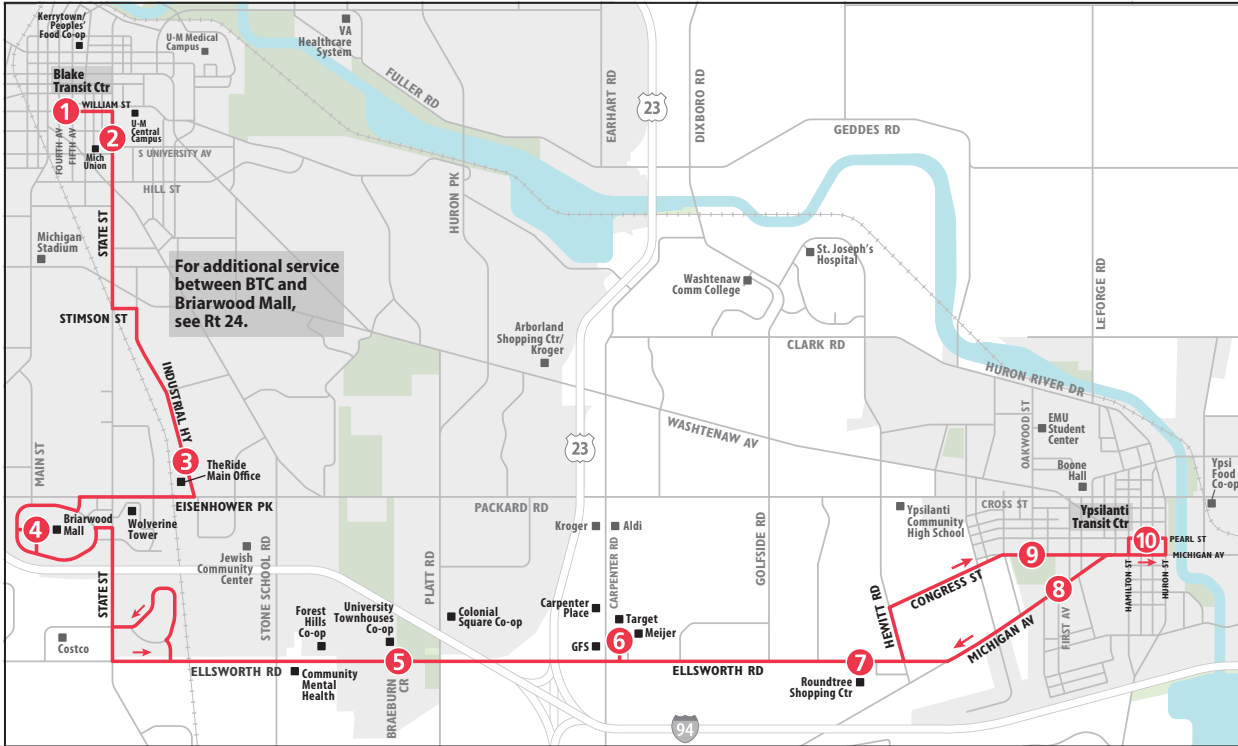 Kerrytown/
Peoples'
Food Co-op
U-M Medical
Campus
VA
Healthcare
System
Blake
Transit Ctr
1
WILLIAM ST
2
U-M
Central
Campus
FOURTH AV
FIFTH AV
Mich
Union
S UNIVERSITY AV
HILL ST
STATE ST
Michigan
Stadium
FULLER RD
HURON PK
EARHART RD
23
DIXBORO RD
GEDDES RD
For additional service
between BTC and
Briarwood Mall,
see Rt 24.
STIMSON ST
Washtenaw
Comm College
St. Joseph's
Hospital
LEFORGE RD
Arborland
Shopping Ctr/
Kroger
CLARK RD
HURON RIVER DR
INDUSTRIAL HY
WASHTENAW AV
23
OAKWOOD ST
EMU
Student
Center
MAIN ST
3
TheRide
Main Office
Boone
Hall
Ypsi
Food
Co-op
EISENHOWER PK
PACKARD RD
CROSS ST
4
Briarwood
Mall
Wolverine
Tower
Jewish
Community
Center
STONE SCHOOL RD
PLATT RD
Kroger
Aldi
CARPENTER RD
GOLFSIDE RD
Ypsilanti
Community
High School
Ypsilanti
Transit Ctr
10
PEARL ST
MICHIGAN AV
9
HAMILTON ST
HURON ST
STATE ST
Forest
Hills
Co-op
University
Townhouses
Co-op
Colonial
Square Co-op
Carpenter
Place
Target
Meijer
GFS
6
HEWITT RD
CONGRESS ST
8
MICHIGAN AV
FIRST AV
Costco
ELLSWORTH RD
Community
Mental
Health
5
BRAEBURN
CR
ELLSWORTH RD
7
Roundtree
Shopping Ctr
94